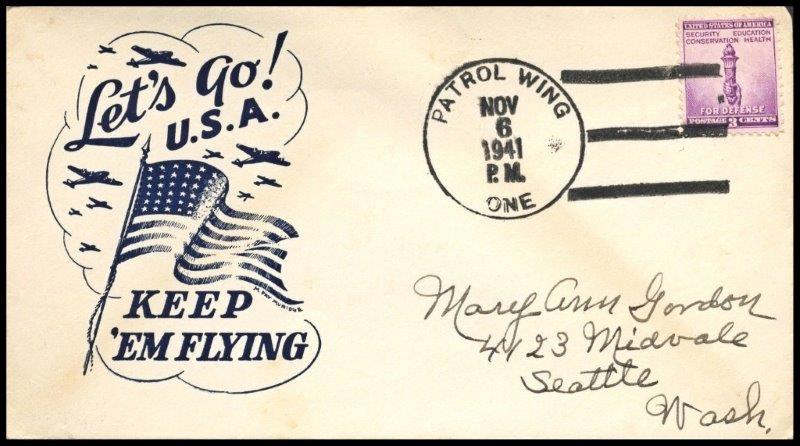 Let's Go!
U.S.A.
KEEP
'EM FLYING
PATROL WING
NOV
6
1941
P.M.
ONE
UNITED STATES OF AMERICA
SECURITY EDUCATION
CONSERVATION HEALTH
FOR DEFENSE
POSTAGE 3 CENTS
Mary Ann Gordon
4123 Midvale
Seattle
Wash.